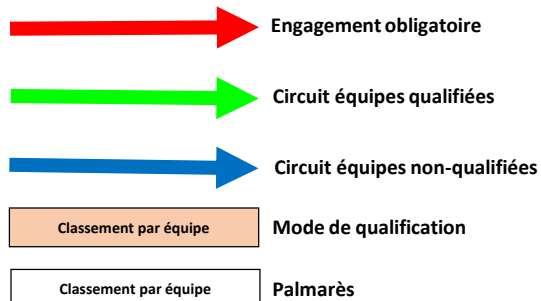 Engagement obligatoire
Circuit équipes qualifiées
Circuit équipes non-qualifiées
Classement par équipe Mode de qualification
Classement par équipe Palmarès